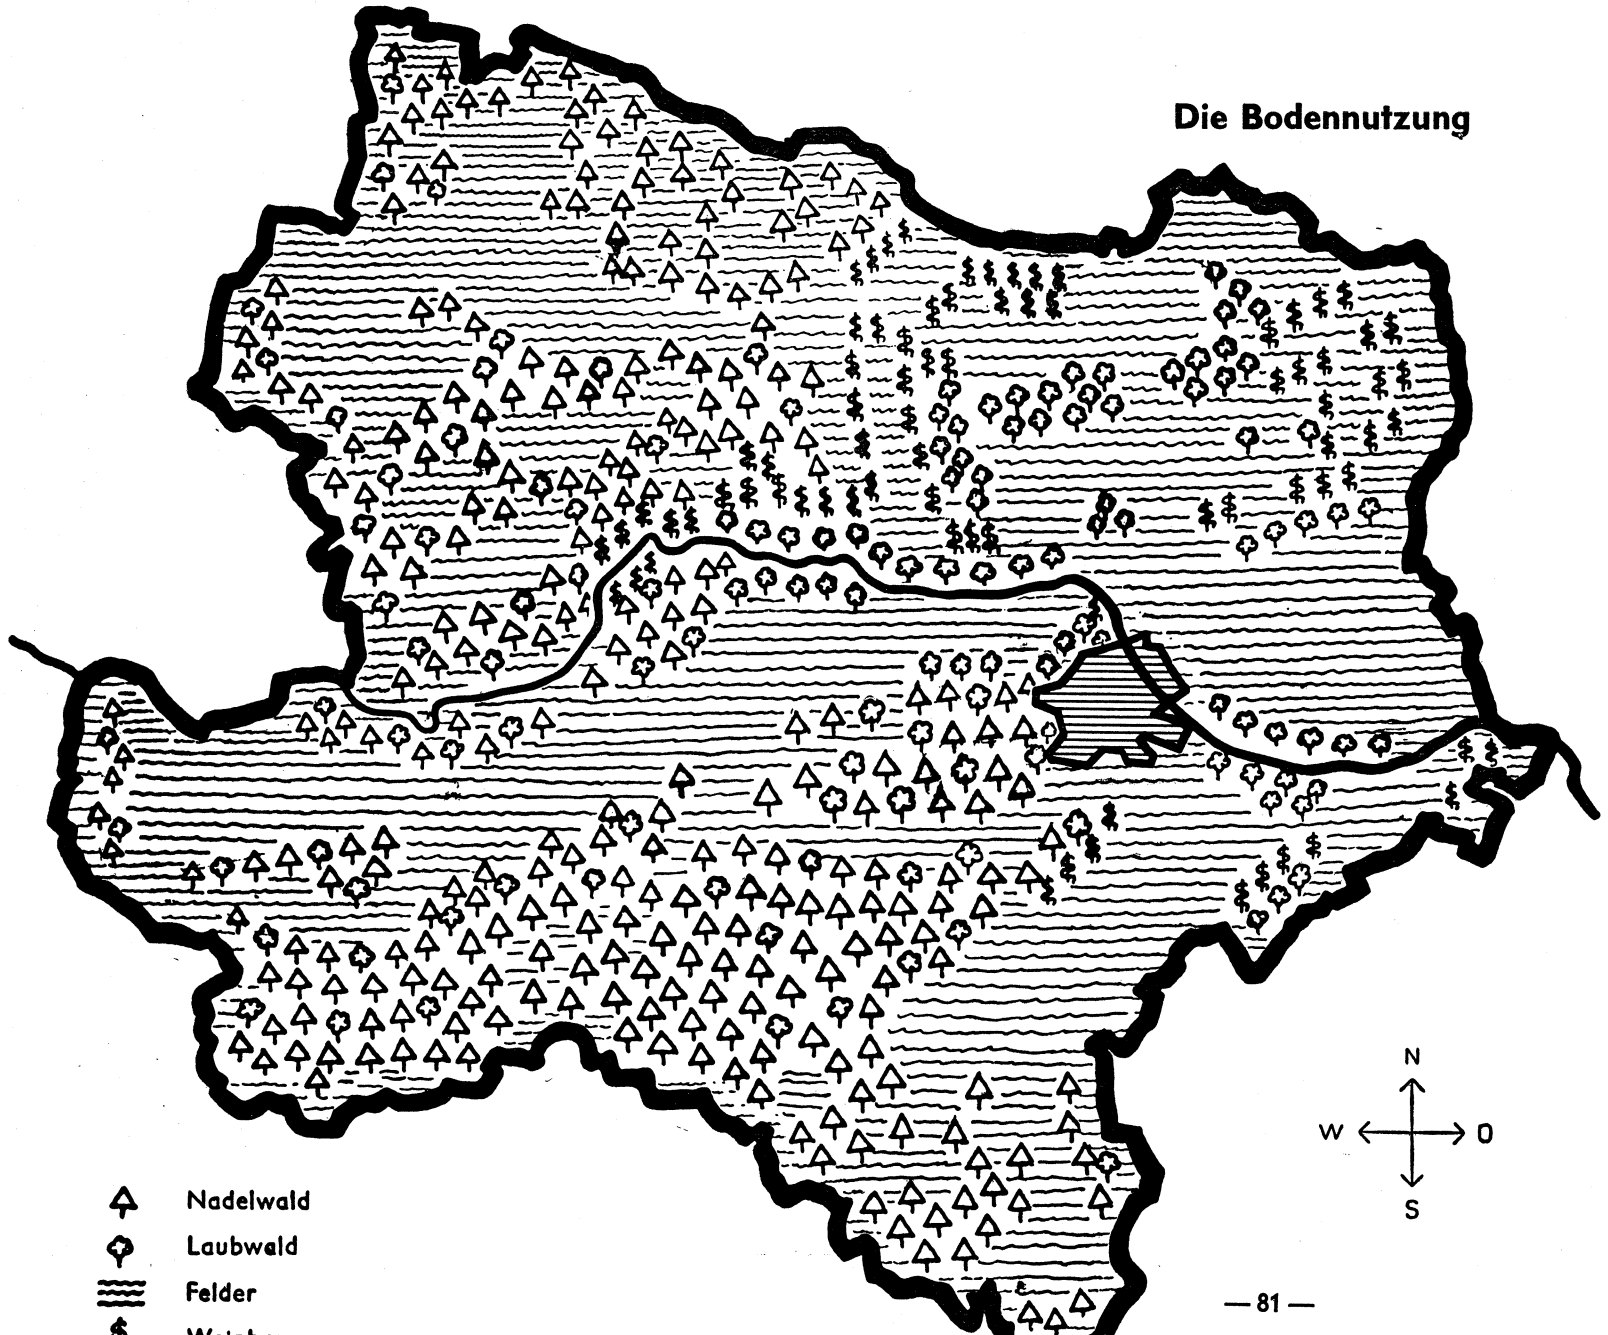 Die Bodennutzung
N
W O
S
Nadelwald
Laubwald
Felder
— 81 —